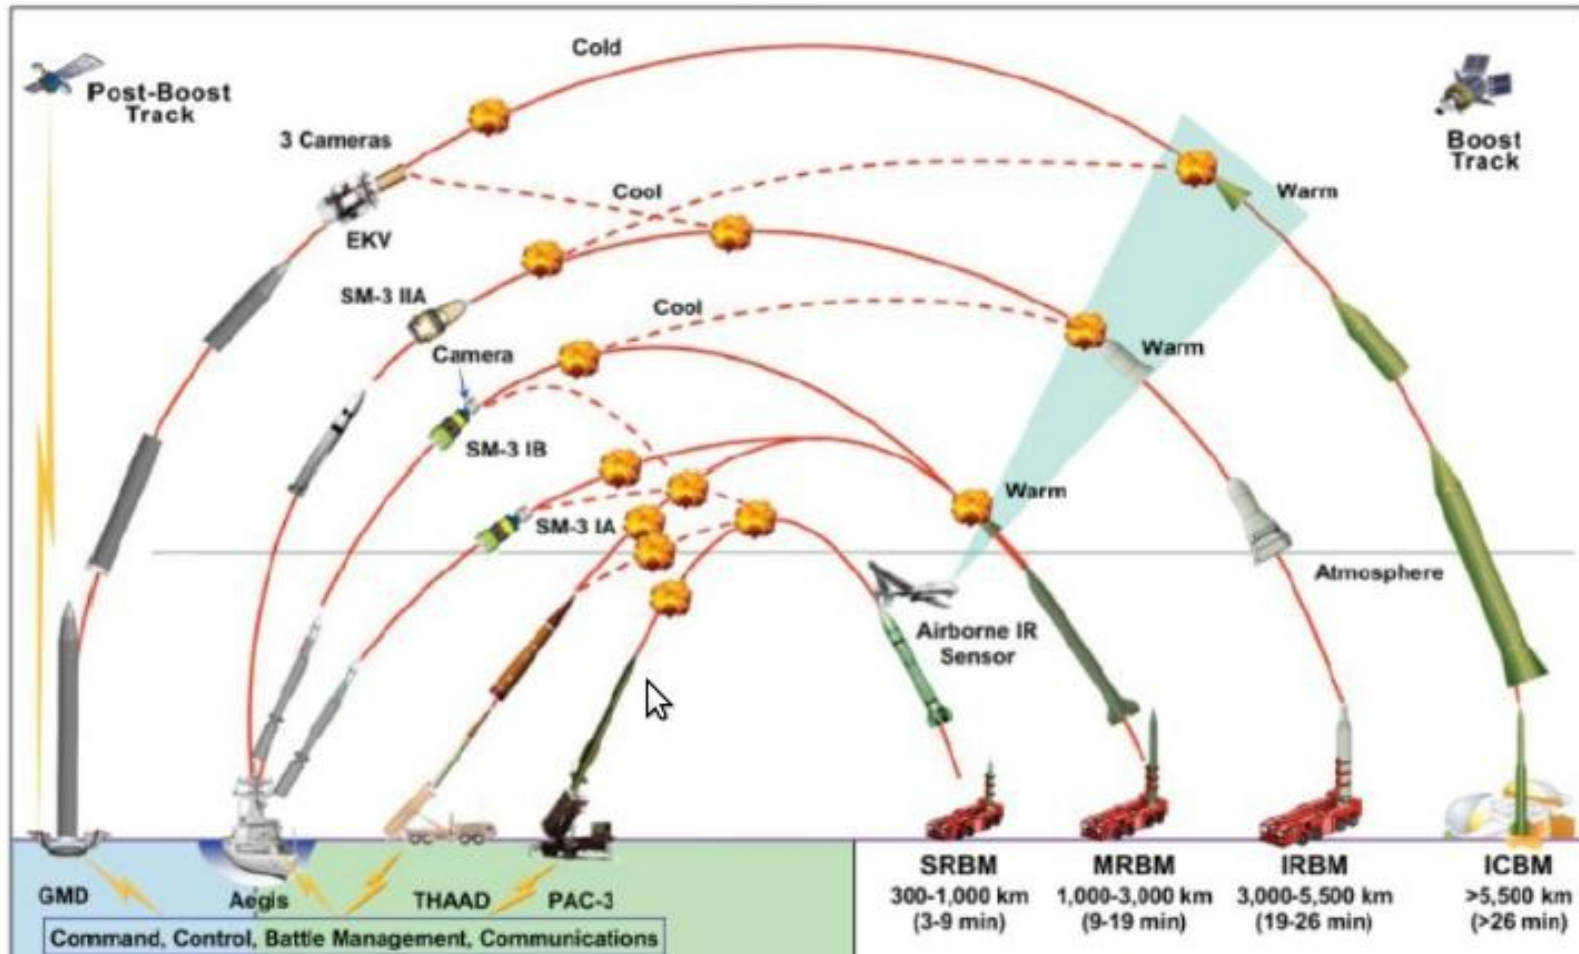 Cold
Post-Boost
Track
Boost
Track
3 Cameras
Cool
Warm
EKV
SM-3 IIA
Cool
Camera
Warm
SM-3 IB
Warm
SM-3 IA
Atmosphere
Airborne IR
Sensor
GMD
Aegis
THAAD
PAC-3
Command, Control, Battle Management, Communications
SRBM
300-1,000 km
(3-9 min)
MRBM
1,000-3,000 km
(9-19 min)
IRBM
3,000-5,500 km
(19-26 min)
ICBM
>5,500 km
(>26 min)